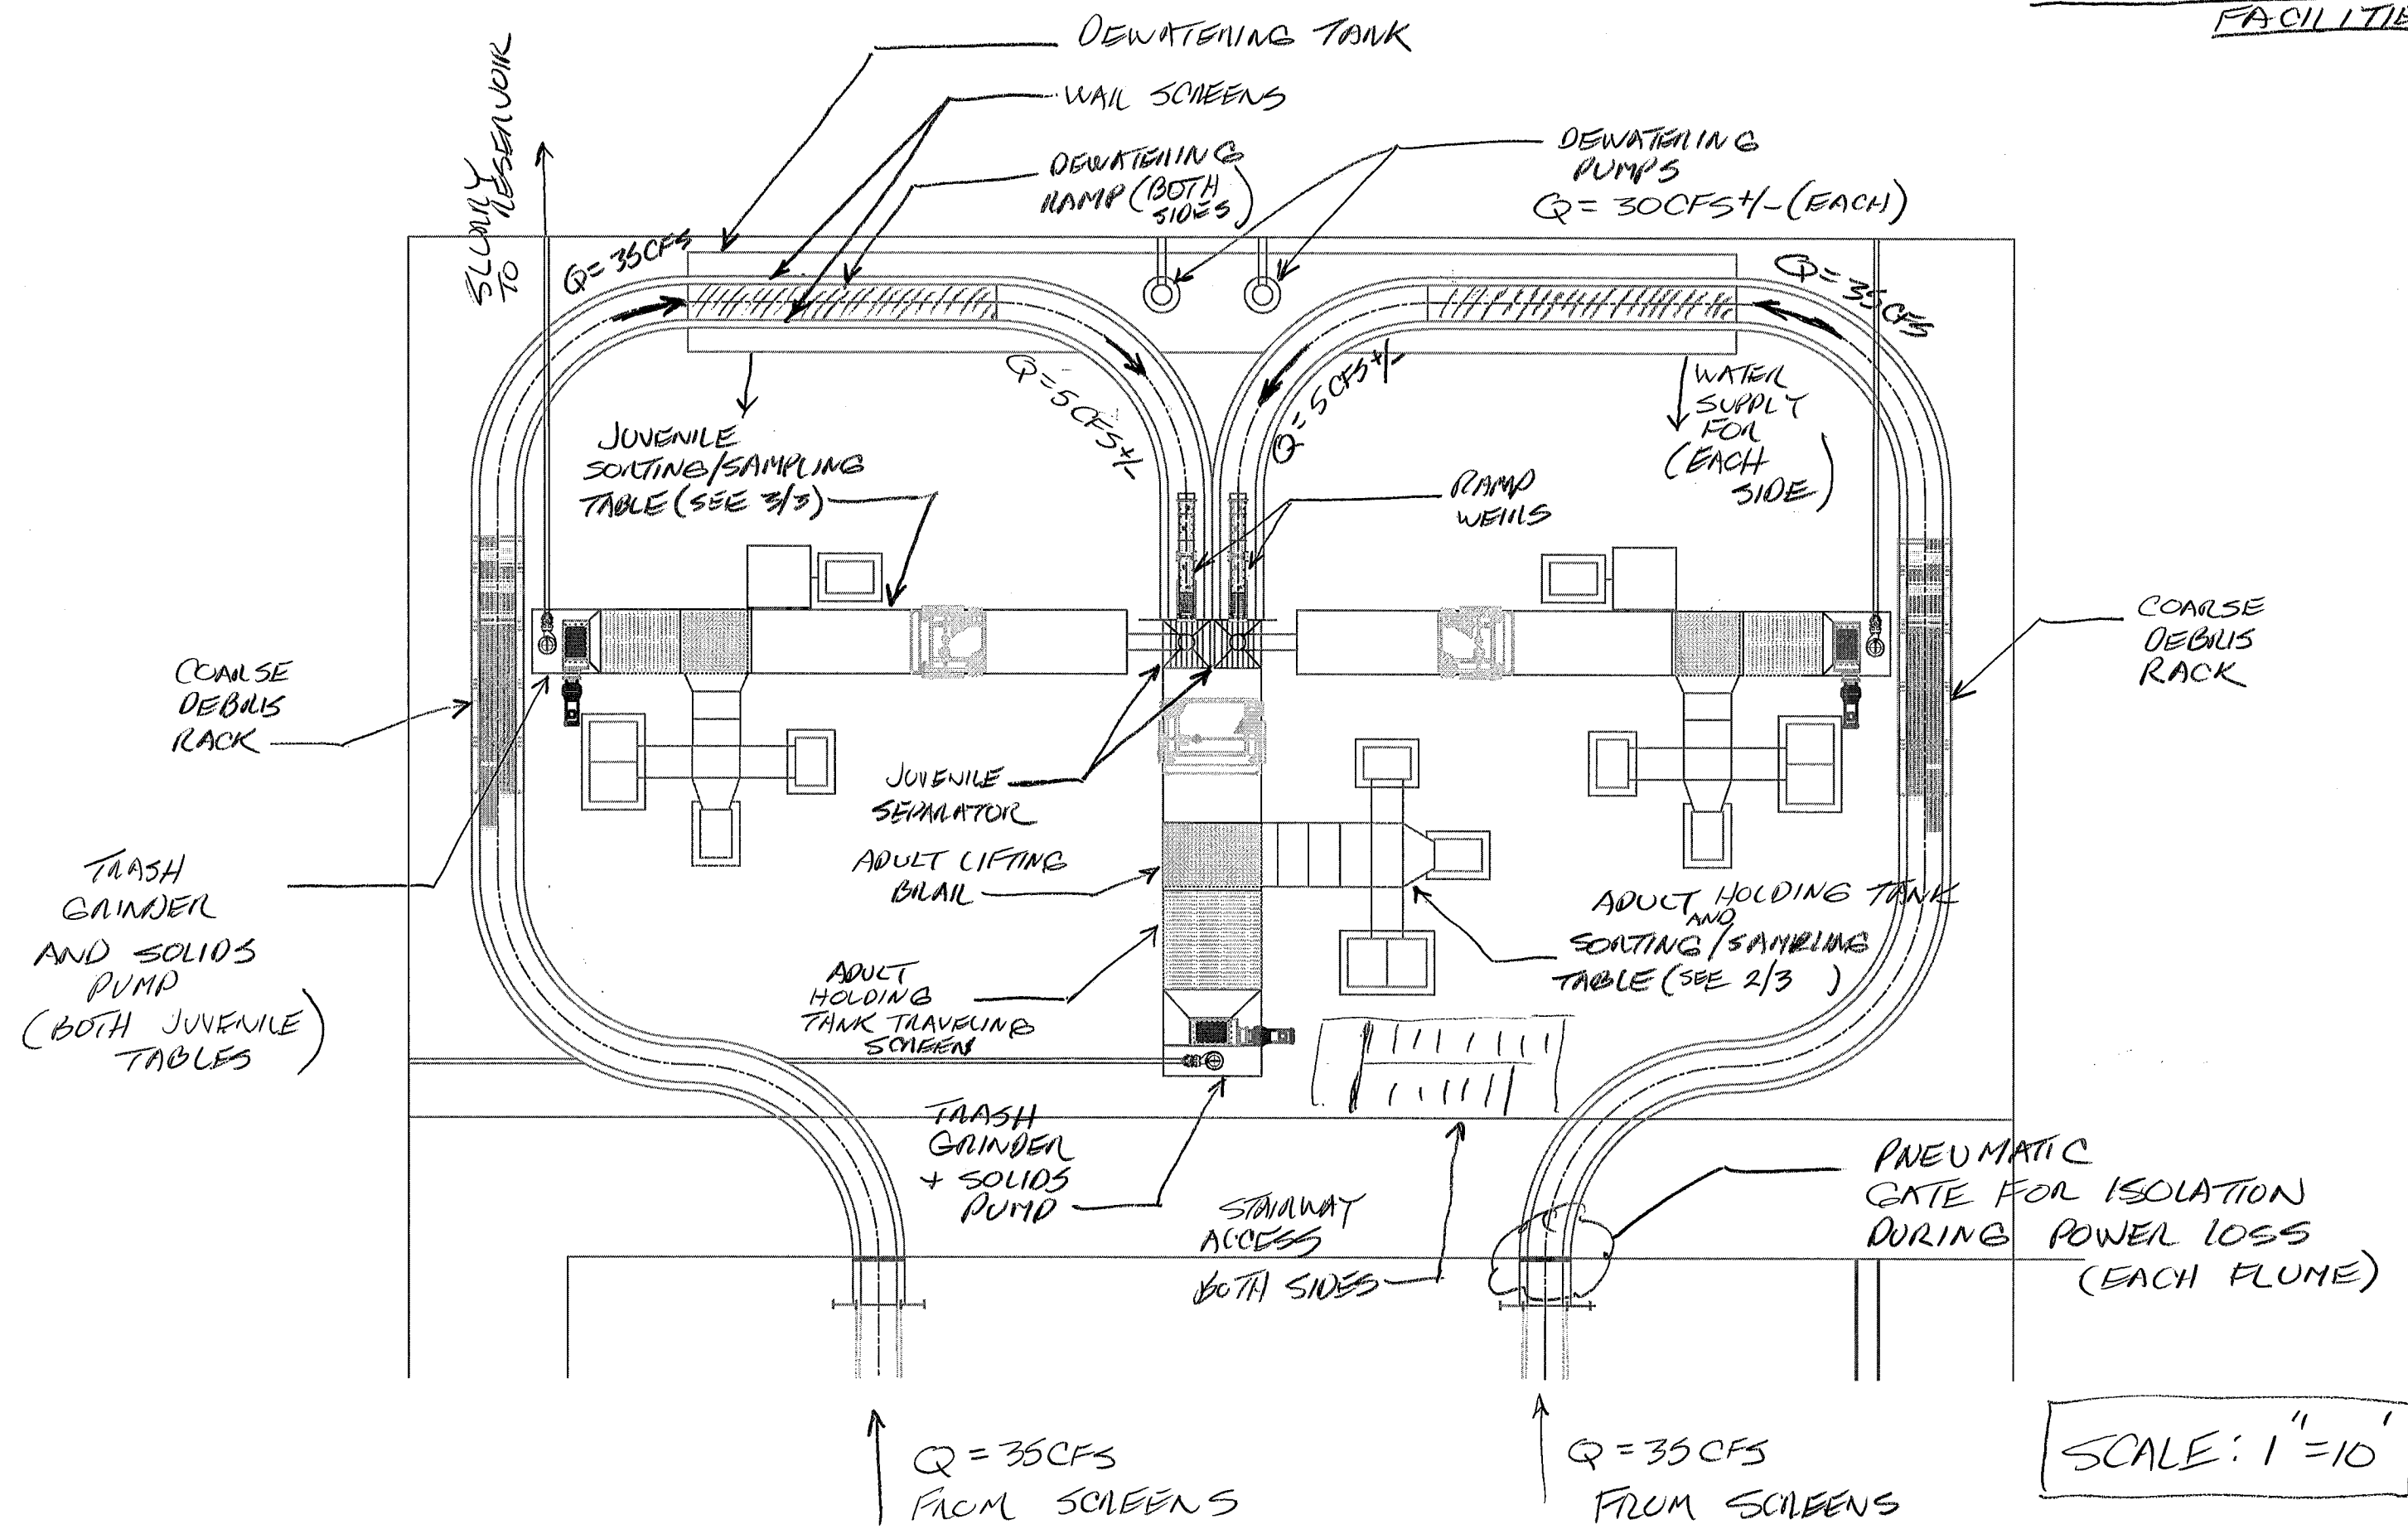 FACILITIE
DEWATERING TANK
WALL SCREENS
DEWATERING
RAMP (BOTH
SIDES)
DEWATERING
PUMPS
Q = 30CFS+/- (EACH)
SLURRY
TO RESERVOIR
Q = 35CFS
Q = 35CFS
Q = 5CFS+/-
Q = 5CFS+/-
WATER
SUPPLY
FOR
(EACH
SIDE)
JUVENILE
SORTING/SAMPLING
TABLE (SEE 3/3)
RAMP
WEIRS
COARSE
DEBRIS
RACK
COARSE
DEBRIS
RACK
JUVENILE
SEPARATOR
ADULT LIFTING
BRAIL
TRASH
GRINDER
AND SOLIDS
PUMP
(BOTH JUVENILE)
TABLES
ADULT
HOLDING
TANK TRAVELING
SCREEN
ADULT HOLDING TANK
AND
SORTING/SAMPLING
TABLE (SEE 2/3 )
TRASH
GRINDER
+ SOLIDS
PUMP
STAIRWAY
ACCESS
BOTH SIDES
PNEUMATIC
GATE FOR ISOLATION
DURING POWER LOSS
(EACH FLUME)
Q = 35CFS
FROM SCREENS
Q = 35CFS
FROM SCREENS
SCALE: 1"=10'